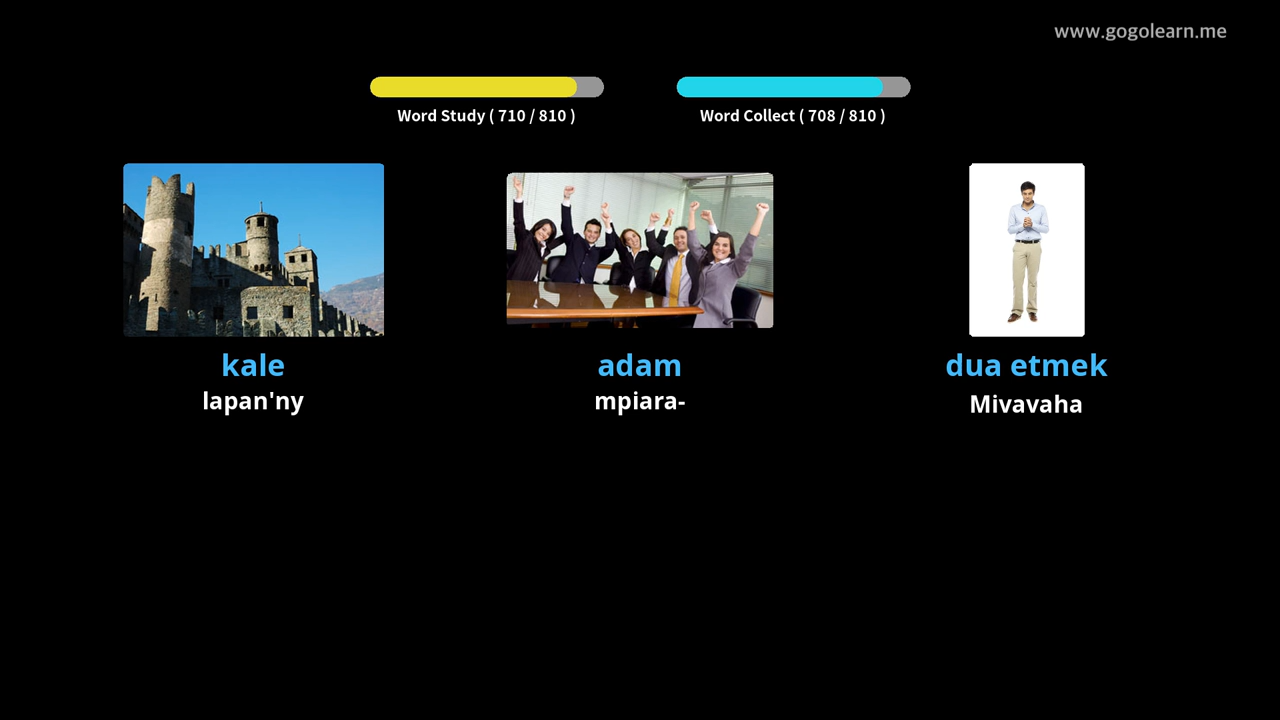 www.gogolearn.me
Word Study ( 710 / 810 )
Word Collect ( 708 / 810 )
kale
lapan'ny
adam
mpiara-
dua etmek
Mivavaha